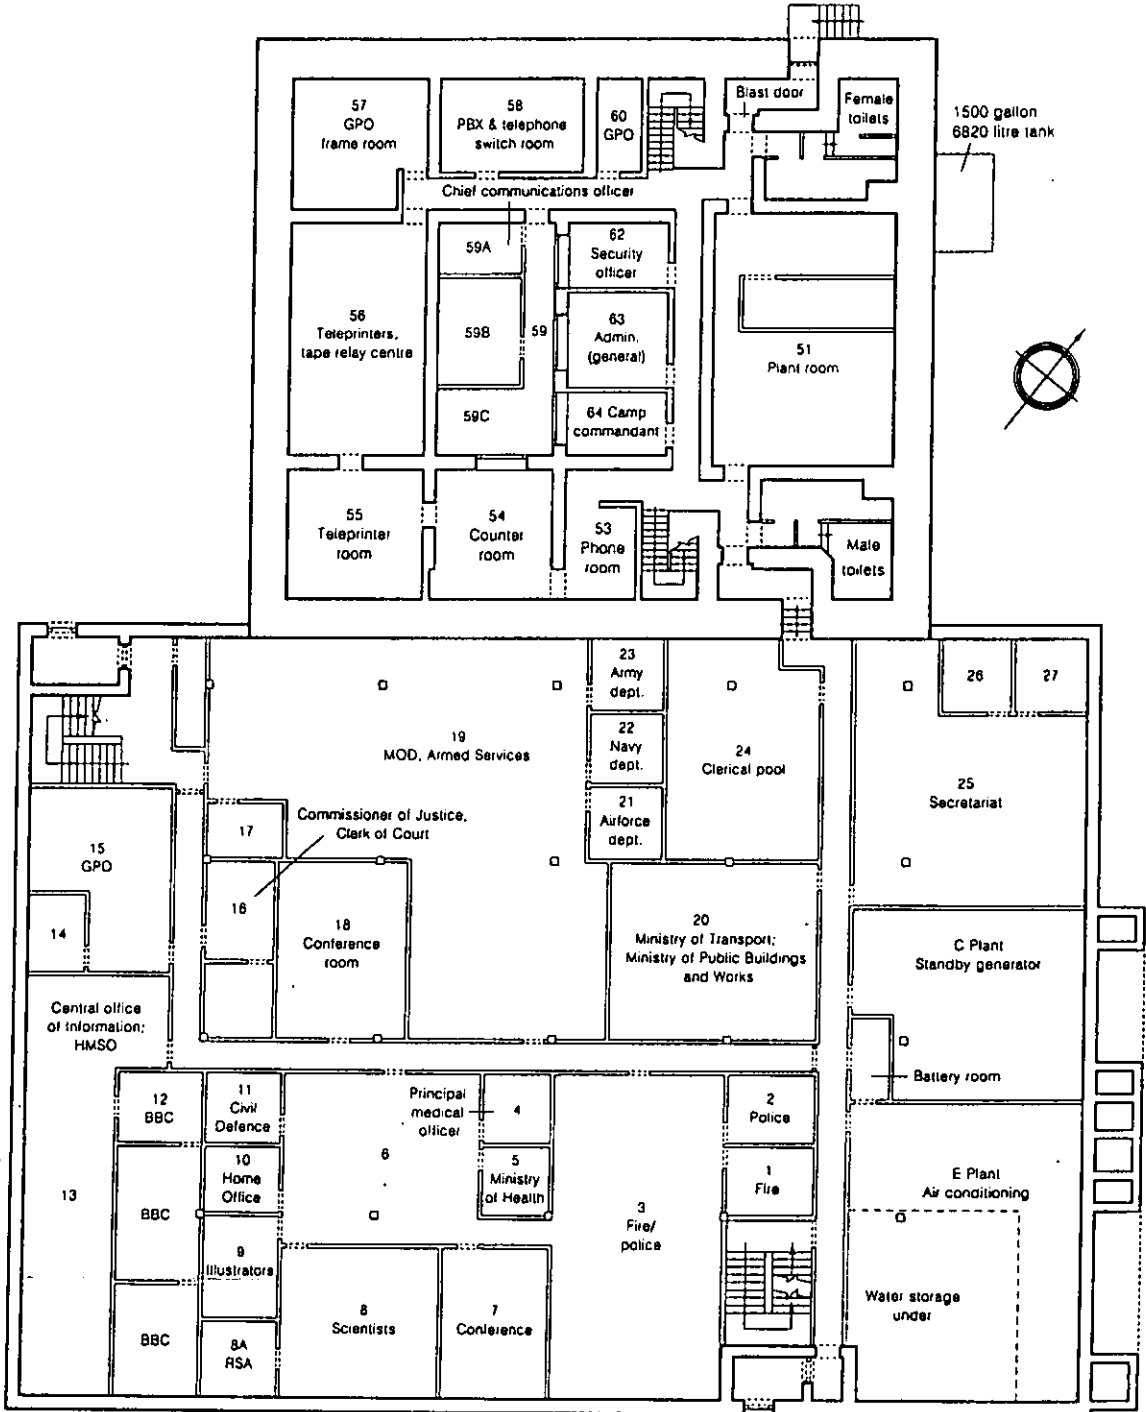 57
GPO
frame room
58
PBX & telephone
switch room
60
GPO
Blast door
Female
toilets
1500 gallon
6820 litre tank
Chief communications officer
59A
62
Security
officer
56
Teleprinters,
tape relay centre
59B
59
63
Admin.
(general)
51
Plant room
59C
64 Camp
commandant
55
Teleprinter
room
54
Counter
room
53
Phone
room
Male
toilets
19
MOD, Armed Services
23
Army
dept.
22
Navy
dept.
21
Airforce
dept.
24
Clerical pool
26
27
25
Secretariat
15
GPO
14
17
Commissioner of Justice,
Clerk of Court
16
18
Conference
room
20
Ministry of Transport;
Ministry of Public Buildings
and Works
C Plant
Standby generator
Battery room
Central office
of Information;
HMSO
12
BBC
11
Civil
Defence
Principal
medical
officer
4
2
Police
10
Home
Office
6
5
Ministry
of Health
1
Fire
13
BBC
3
Fire/
police
E Plant
Air conditioning
9
Illustrators
8
Scientists
7
Conference
Water storage
under
BBC
8A
RSA